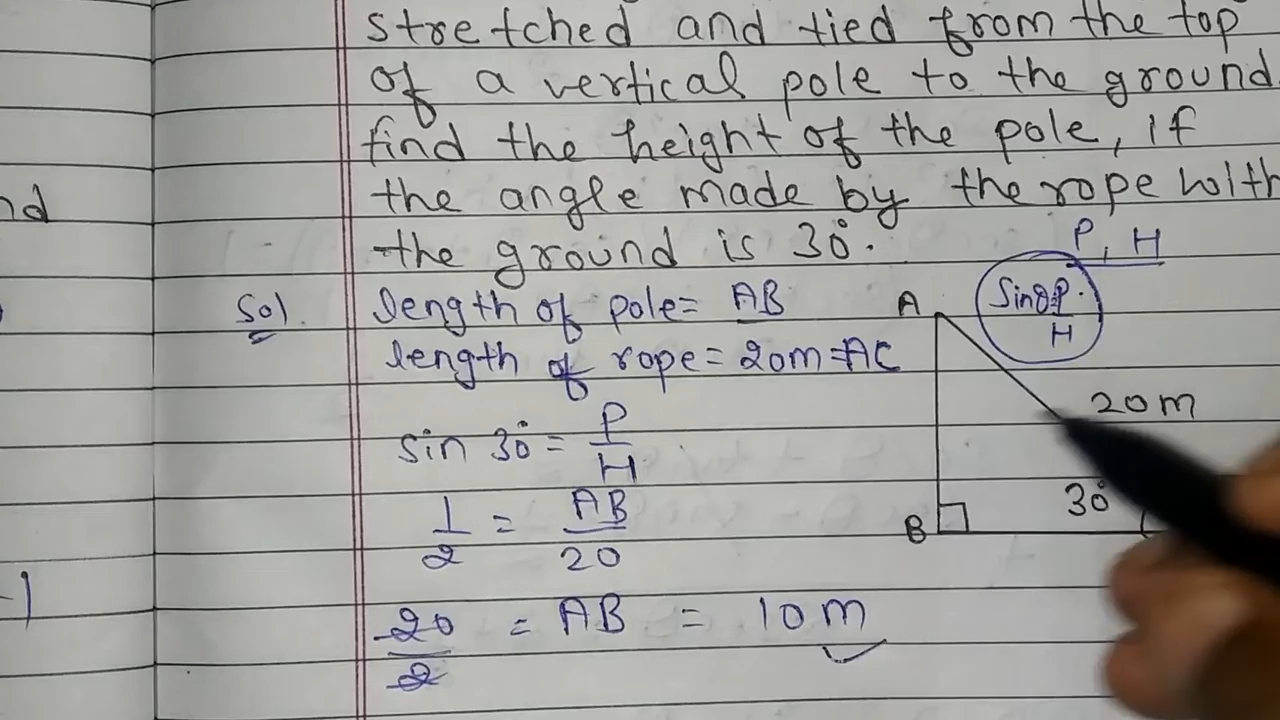 stretched and tied from the top
of a vertical pole to the ground
find the height of the pole, if
the angle made by the rope with
the ground is 30°.
P, H
Sol.
length of pole = AB
A
Sinθ = P/H
length of rope = 20m = AC
20m
sin 30° = P/H
30°
1/2 = AB/20
B
20/2 = AB = 10m
nd